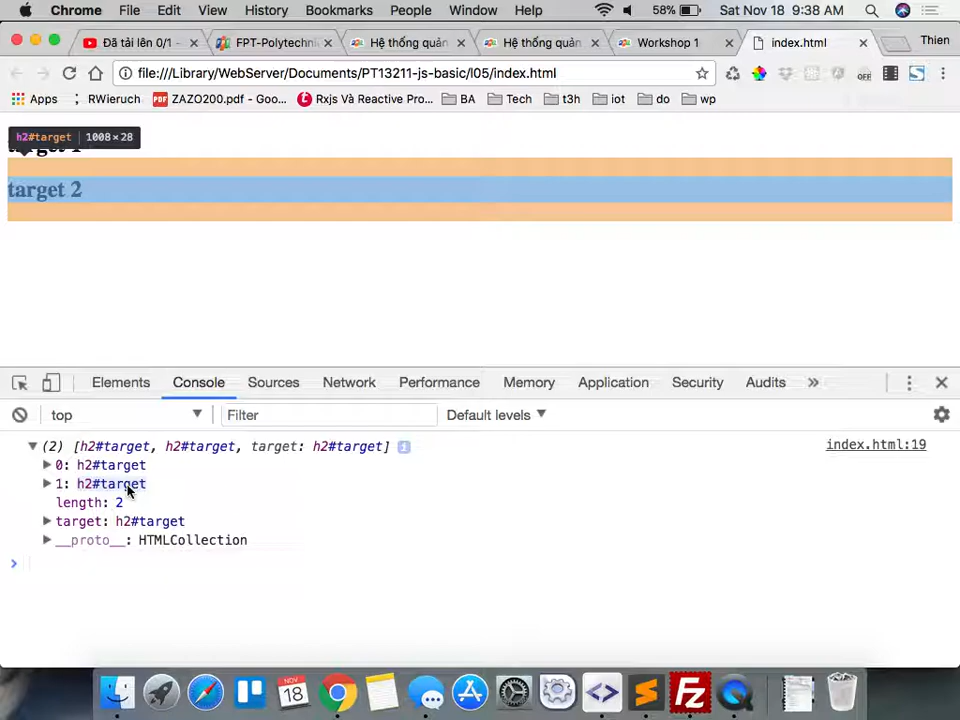 Chrome File Edit View History Bookmarks People Window Help 58% Sat Nov 18 9:38 AM
Đã tải lên 0/1 - FPT-Polytechni Hệ thống quản Hệ thống quản Workshop 1 index.html Thien
file:///Library/WebServer/Documents/PT13211-js-basic/l05/index.html OFF
Apps RWieruch PDF ZAZO200.pdf - Goo... Rxjs Và Reactive Pro... BA Tech t3h iot do wp
h2#target 1008 × 28
target 2
Elements Console Sources Network Performance Memory Application Security Audits »
top Filter Default levels
(2) [h2#target, h2#target, target: h2#target] i index.html:19
0: h2#target
1: h2#target
length: 2
target: h2#target
__proto__: HTMLCollection
NOV
18
Fz